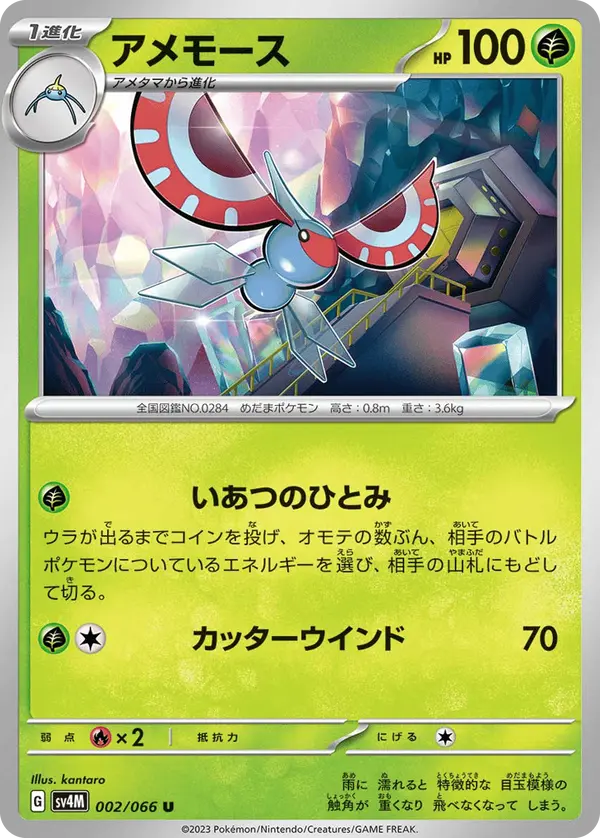 1進化
アメモース
HP 100
アメタマから進化
全国図鑑NO.0284 めだまポケモン 高さ：0.8m 重さ：3.6kg
いあつのひとみ
ウラが出るまでコインを投げ、オモテの数ぶん、相手のバトル
ポケモンについているエネルギーを選び、相手の山札にもどし
て切る。
カッターウインド 70
弱点 ×2 抵抗力 にげる
Illus. kantaro
G sv4M 002/066 U
雨に 濡れると 特徴的な 目玉模様の
触角が 重くなり 飛べなくなって しまう。
©2023 Pokémon/Nintendo/Creatures/GAME FREAK.